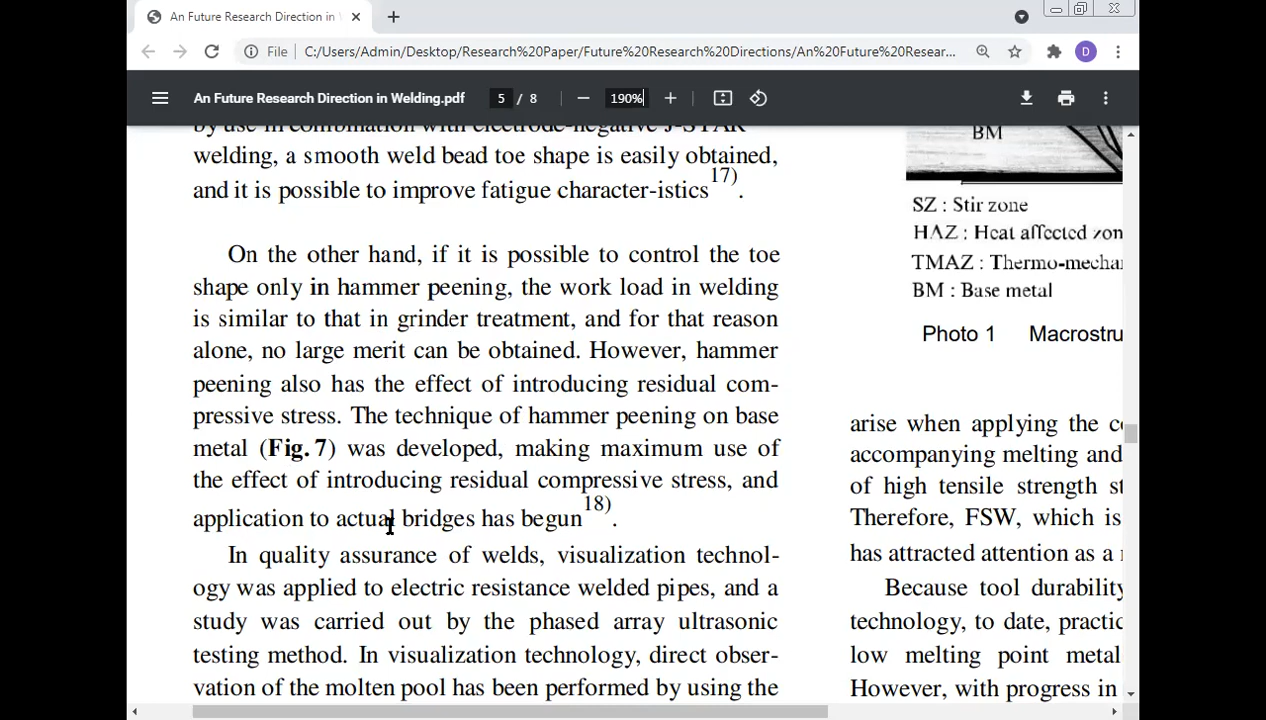 An Future Research Direction in
File C:/Users/Admin/Desktop/Research%20Paper/Future%20Research%20Directions/An%20Future%20Resear...
D
An Future Research Direction in Welding.pdf 5 / 8 190%
by use in combination with electrode-negative J-STAR
welding, a smooth weld bead toe shape is easily obtained,
and it is possible to improve fatigue character-istics17).
On the other hand, if it is possible to control the toe
shape only in hammer peening, the work load in welding
is similar to that in grinder treatment, and for that reason
alone, no large merit can be obtained. However, hammer
peening also has the effect of introducing residual com-
pressive stress. The technique of hammer peening on base
metal (Fig. 7) was developed, making maximum use of
the effect of introducing residual compressive stress, and
application to actual bridges has begun18).
In quality assurance of welds, visualization technol-
ogy was applied to electric resistance welded pipes, and a
study was carried out by the phased array ultrasonic
testing method. In visualization technology, direct obser-
vation of the molten pool has been performed by using the
BM
SZ : Stir zone
HAZ : Heat affected zon
TMAZ : Thermo-mechar
BM : Base metal
Photo 1 Macrostru
arise when applying the c
accompanying melting and
of high tensile strength st
Therefore, FSW, which is
has attracted attention as a
Because tool durability
technology, to date, practic
low melting point metal
However, with progress in